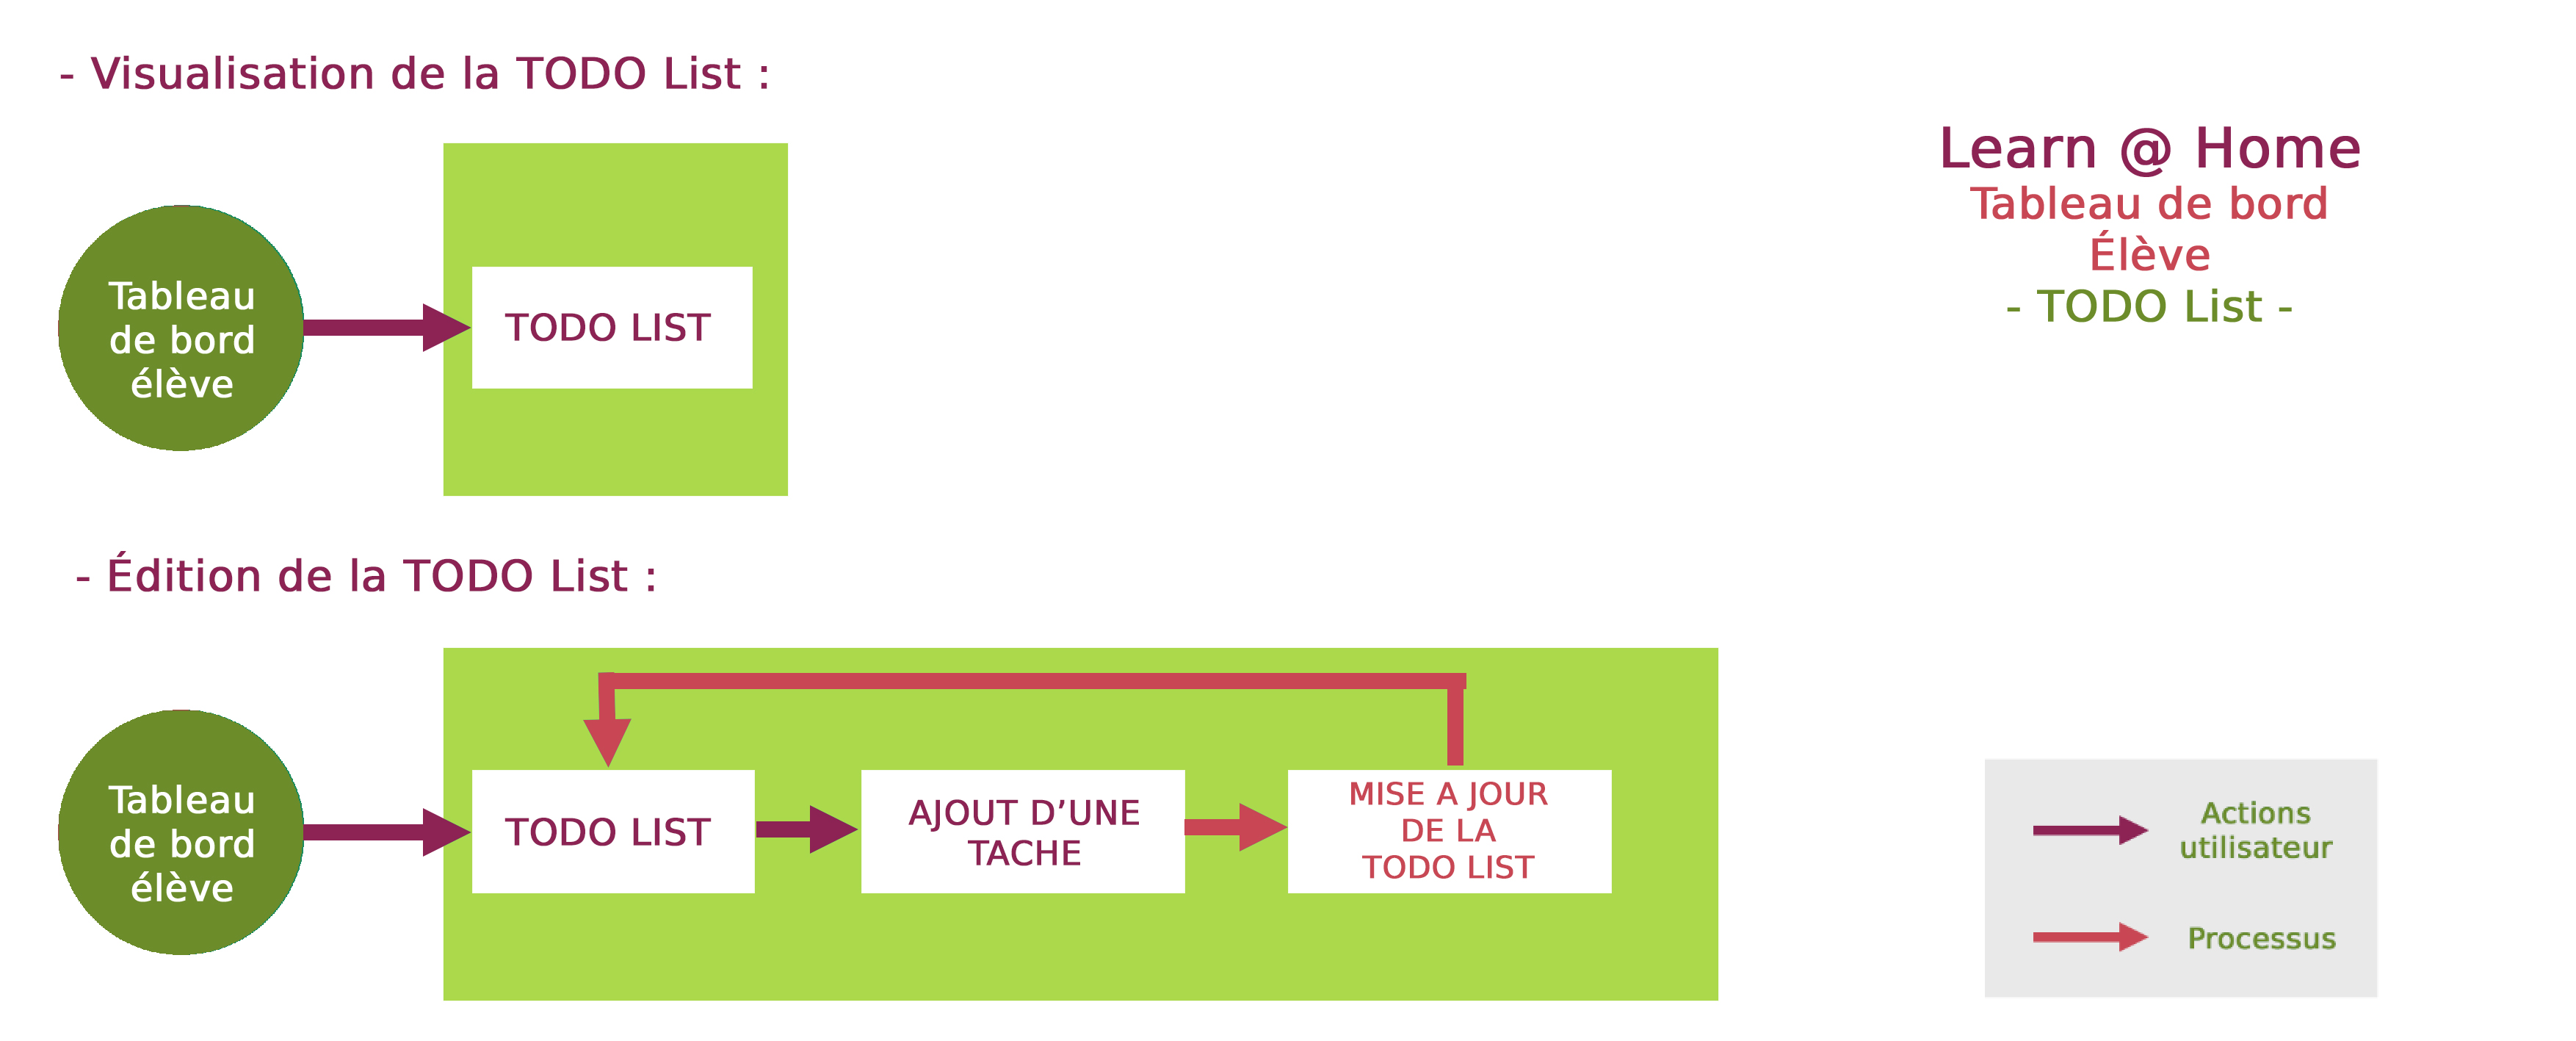 - Visualisation de la TODO List :
Learn @ Home
Tableau de bord
Élève
- TODO List -
Tableau
de bord
élève
TODO LIST
- Édition de la TODO List :
Tableau
de bord
élève
TODO LIST
AJOUT D’UNE
TACHE
MISE A JOUR
DE LA
TODO LIST
Actions
utilisateur
Processus